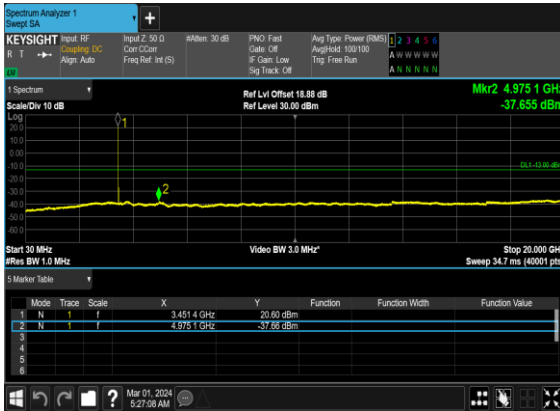 Spectrum Analyzer 1
Swept SA
+
KEYSIGHT Input: RF Input Z: 50 Ω #Atten: 30 dB PNO: Fast Avg Type: Power (RMS) 1 2 3 4 5 6
R T Coupling: DC Corr CCorr Gate: Off Avg|Hold: 100/100 A W W W W W
Align: Auto Freq Ref: Int (S) IF Gain: Low Trig: Free Run
Sig Track: Off A N N N N N
1 Spectrum
Ref Lvl Offset 18.88 dB Mkr2 4.975 1 GHz
Scale/Div 10 dB Ref Level 30.00 dBm -37.655 dBm
Log
1
20.0
10.0
0.00
-10.0
DL1 -13.00 dBm
-20.0
-30.0
2
-40.0
-50.0
-60.0
Start 30 MHz Video BW 3.0 MHz* Stop 20.000 GH
#Res BW 1.0 MHz Sweep 34.7 ms (40001 pts
5 Marker Table
Mode Trace Scale X Y Function Function Width Function Value
1 N 1 f 3.451 4 GHz 20.60 dBm
2 N 1 f 4.975 1 GHz -37.66 dBm
3
4
5
6
? Mar 01, 2024
5:27:08 AM